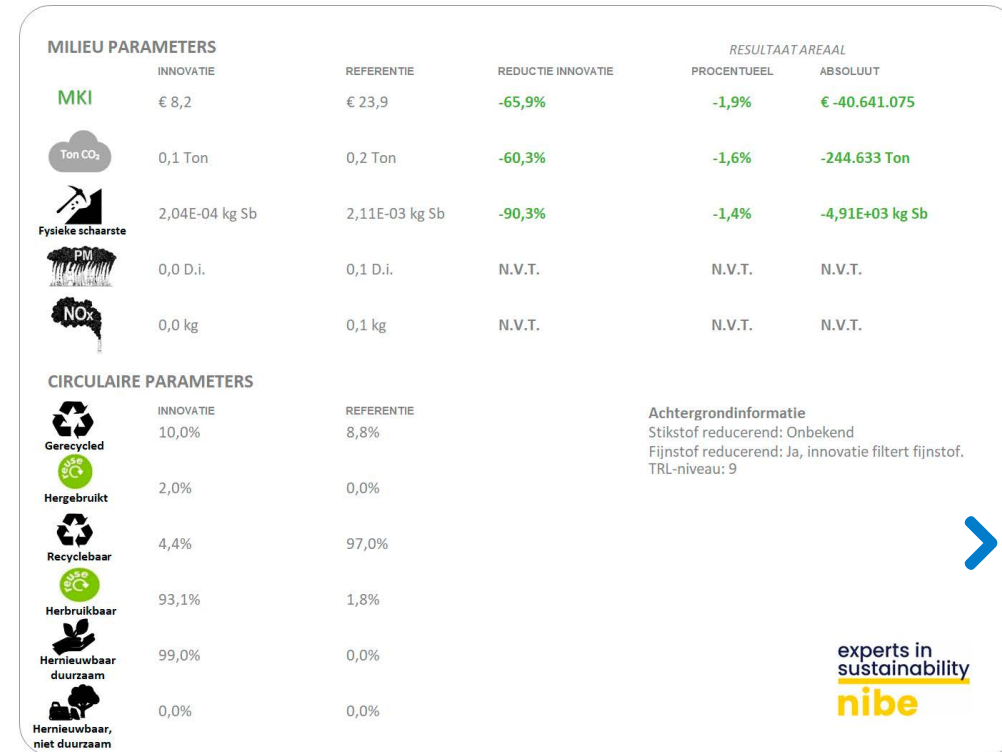 MILIEU PARAMETERS
RESULTAAT AREAAL
INNOVATIE REFERENTIE REDUCTIE INNOVATIE PROCENTUEEL ABSOLUUT
MKI € 8,2 € 23,9 -65,9% -1,9% € -40.641.075
Ton CO₂ 0,1 Ton 0,2 Ton -60,3% -1,6% -244.633 Ton
2,04E-04 kg Sb 2,11E-03 kg Sb -90,3% -1,4% -4,91E+03 kg Sb
Fysieke schaarste
PM 0,0 D.i. 0,1 D.i. N.V.T. N.V.T. N.V.T.
NOx 0,0 kg 0,1 kg N.V.T. N.V.T. N.V.T.
CIRCULAIRE PARAMETERS
INNOVATIE REFERENTIE
10,0% 8,8%
Gerecycled
reuse
2,0% 0,0%
Hergebruikt
4,4% 97,0%
Recyclebaar
reuse
93,1% 1,8%
Herbruikbaar
99,0% 0,0%
Hernieuwbaar
duurzaam
0,0% 0,0%
Hernieuwbaar,
niet duurzaam
Achtergrondinformatie
Stikstof reducerend: Onbekend
Fijnstof reducerend: Ja, innovatie filtert fijnstof.
TRL-niveau: 9
experts in
sustainability
nibe